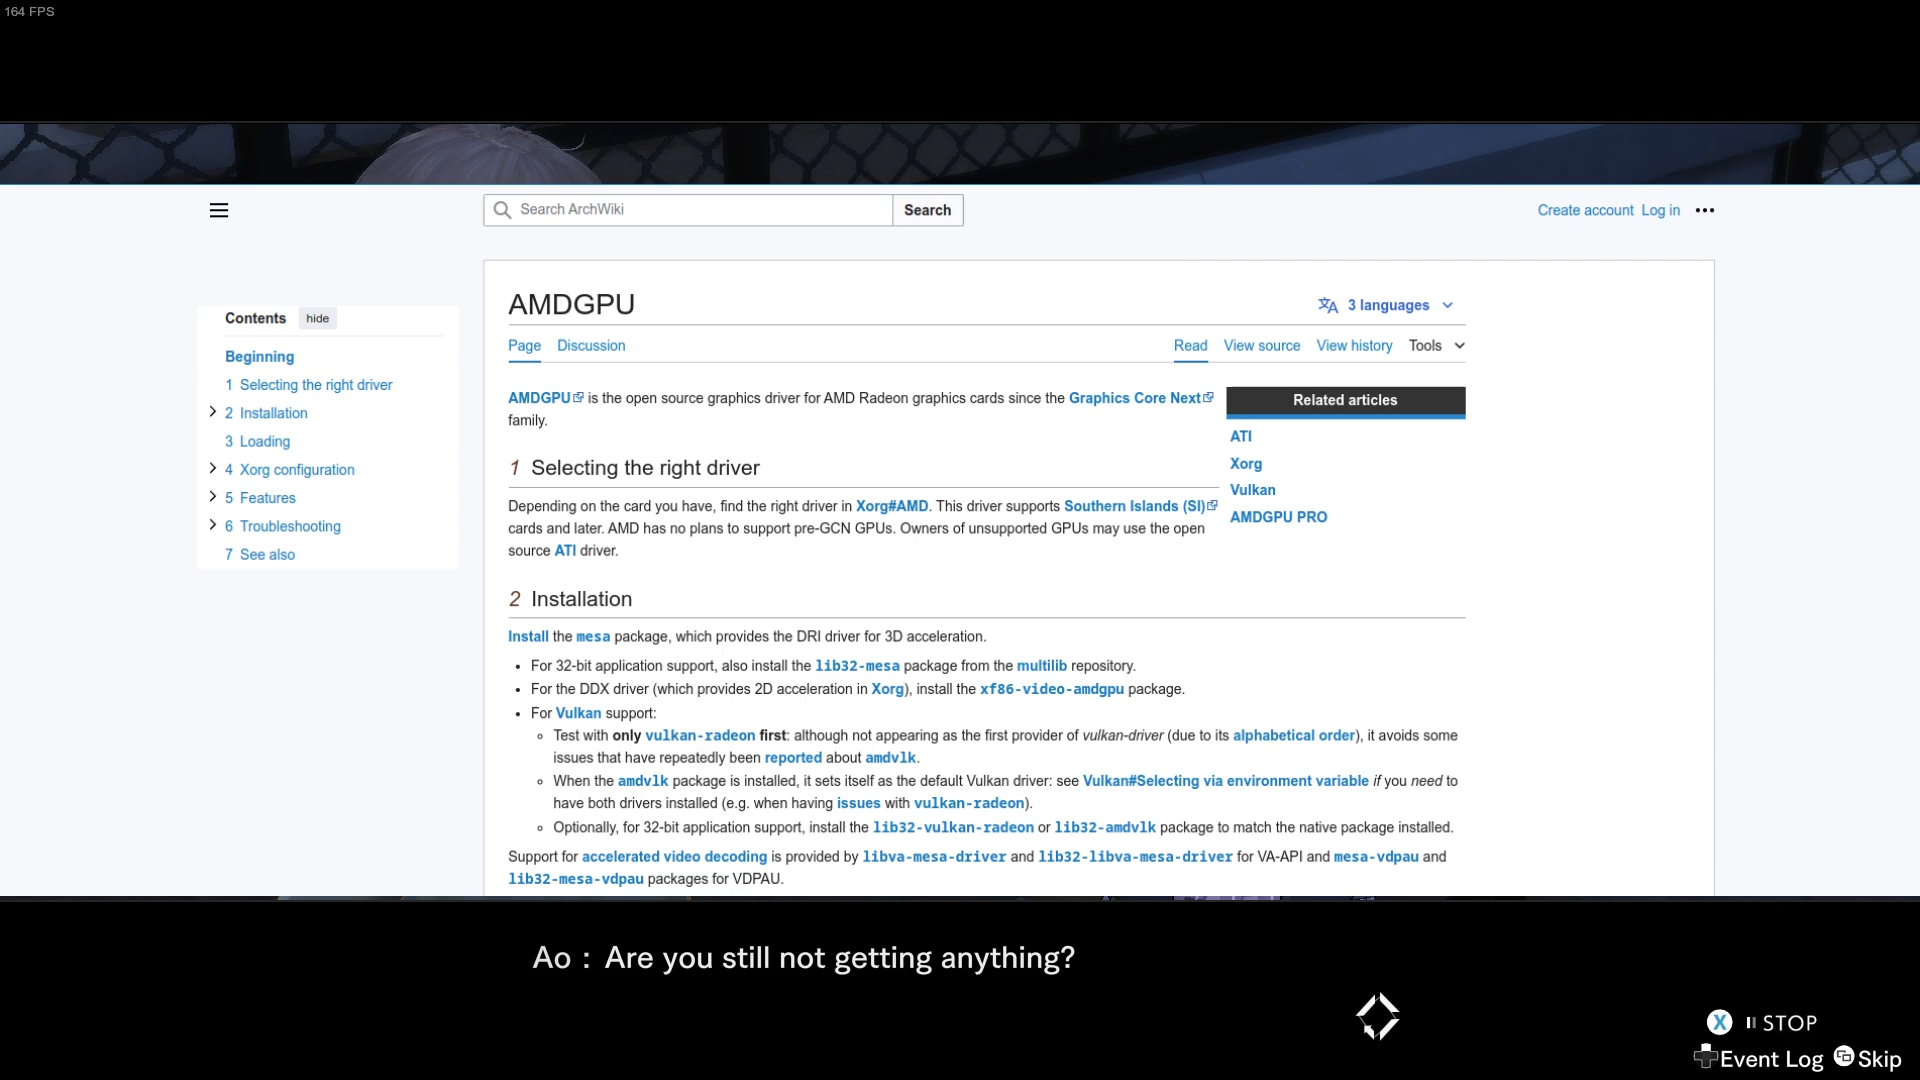 164 FPS
Search ArchWiki
Search
Create account Log in
Contents hide
Beginning
1 Selecting the right driver
2 Installation
3 Loading
4 Xorg configuration
5 Features
6 Troubleshooting
7 See also
AMDGPU
3 languages
Page Discussion
Read View source View history Tools
AMDGPU is the open source graphics driver for AMD Radeon graphics cards since the Graphics Core Next
family.
Related articles
ATI
Xorg
Vulkan
AMDGPU PRO
1 Selecting the right driver
Depending on the card you have, find the right driver in Xorg#AMD. This driver supports Southern Islands (SI)
cards and later. AMD has no plans to support pre-GCN GPUs. Owners of unsupported GPUs may use the open
source ATI driver.
2 Installation
Install the mesa package, which provides the DRI driver for 3D acceleration.
• For 32-bit application support, also install the lib32-mesa package from the multilib repository.
• For the DDX driver (which provides 2D acceleration in Xorg), install the xf86-video-amdgpu package.
• For Vulkan support:
◦ Test with only vulkan-radeon first: although not appearing as the first provider of vulkan-driver (due to its alphabetical order), it avoids some
issues that have repeatedly been reported about amdvlk.
◦ When the amdvlk package is installed, it sets itself as the default Vulkan driver: see Vulkan#Selecting via environment variable if you need to
have both drivers installed (e.g. when having issues with vulkan-radeon).
◦ Optionally, for 32-bit application support, install the lib32-vulkan-radeon or lib32-amdvlk package to match the native package installed.
Support for accelerated video decoding is provided by libva-mesa-driver and lib32-libva-mesa-driver for VA-API and mesa-vdpau and
lib32-mesa-vdpau packages for VDPAU.
Ao : Are you still not getting anything?
X STOP
Event Log Skip